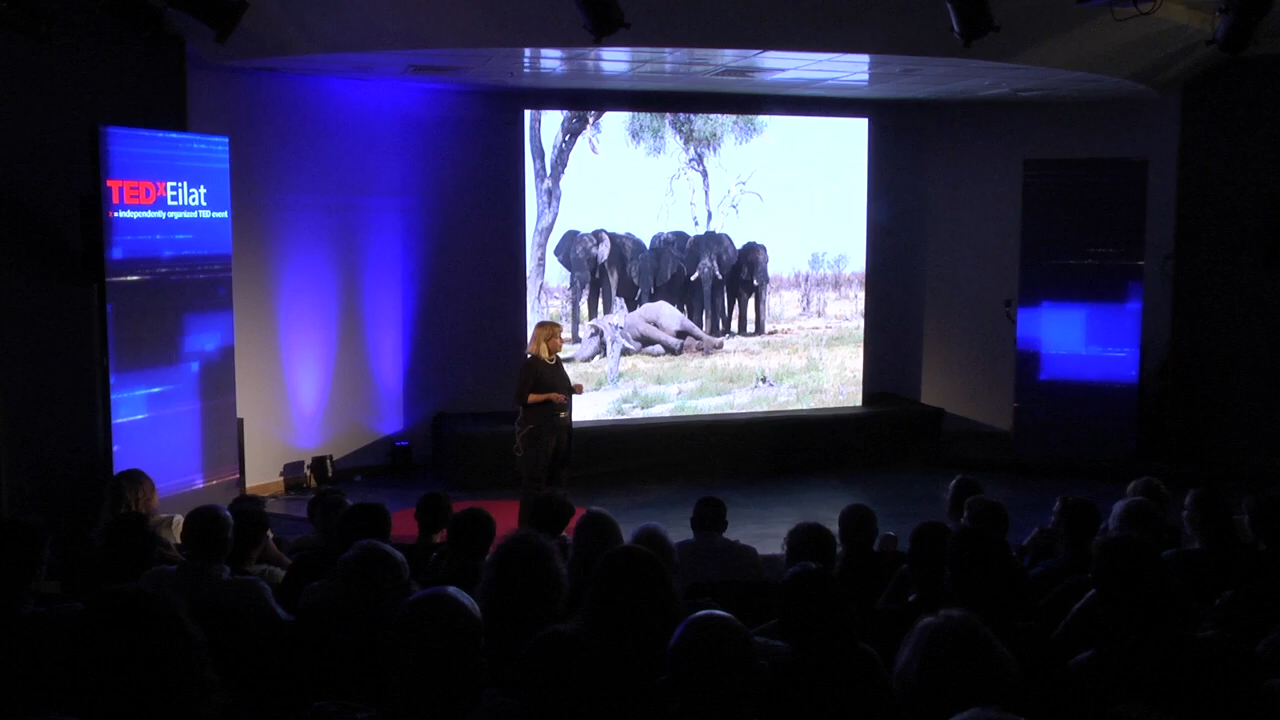 TEDxEilat
x = independently organized TED event